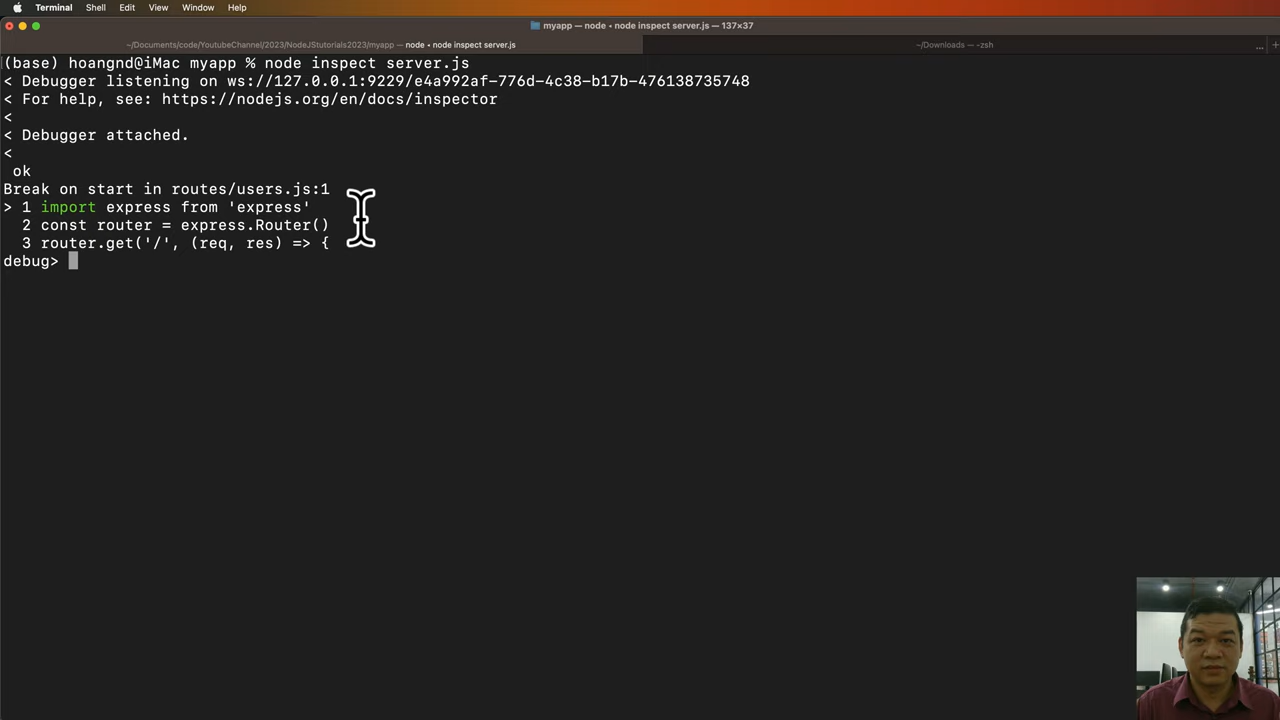 Terminal Shell Edit View Window Help
myapp — node • node inspect server.js — 137×37
~/Documents/code/YoutubeChannel/2023/NodeJStutorials2023/myapp — node • node inspect server.js
~/Downloads — -zsh
... +
(base) hoangnd@iMac myapp % node inspect server.js
< Debugger listening on ws://127.0.0.1:9229/e4a992af-776d-4c38-b17b-476138735748
< For help, see: https://nodejs.org/en/docs/inspector
<
< Debugger attached.
<
ok
Break on start in routes/users.js:1
> 1 import express from 'express'
2 const router = express.Router()
3 router.get('/', (req, res) => {
debug>